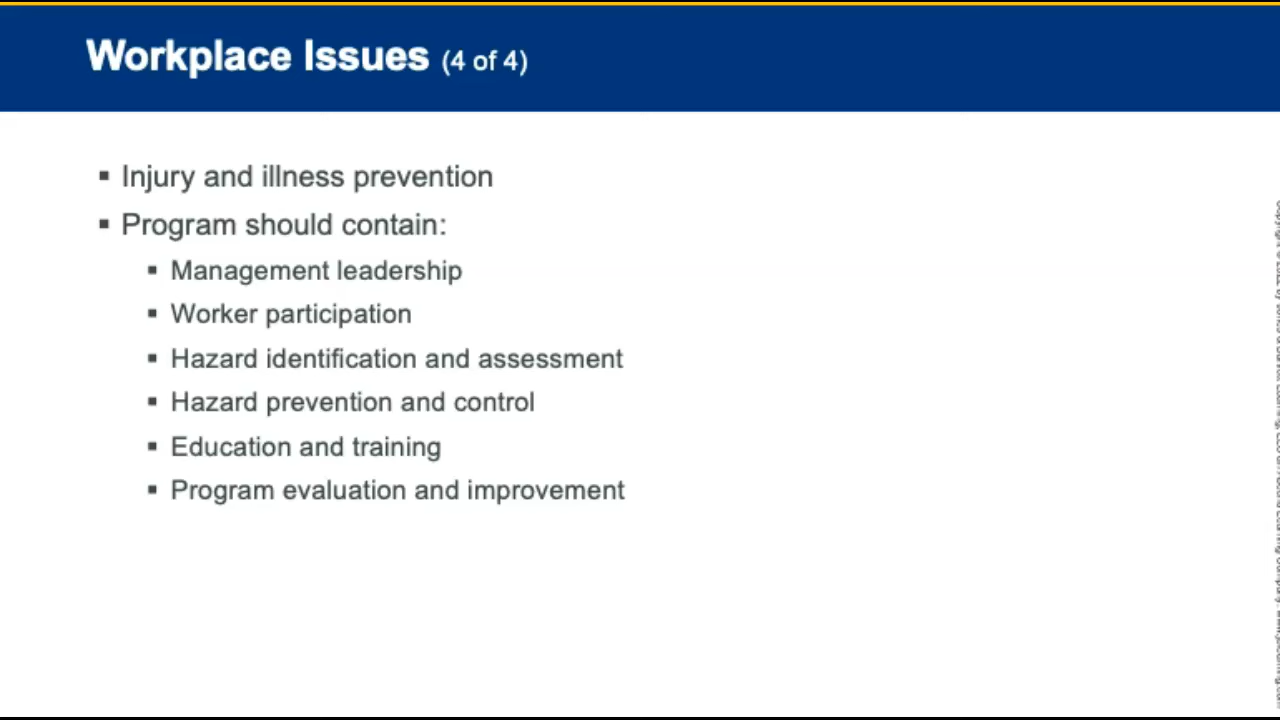 Workplace Issues (4 of 4)
▪ Injury and illness prevention
▪ Program should contain:
▪ Management leadership
▪ Worker participation
▪ Hazard identification and assessment
▪ Hazard prevention and control
▪ Education and training
▪ Program evaluation and improvement